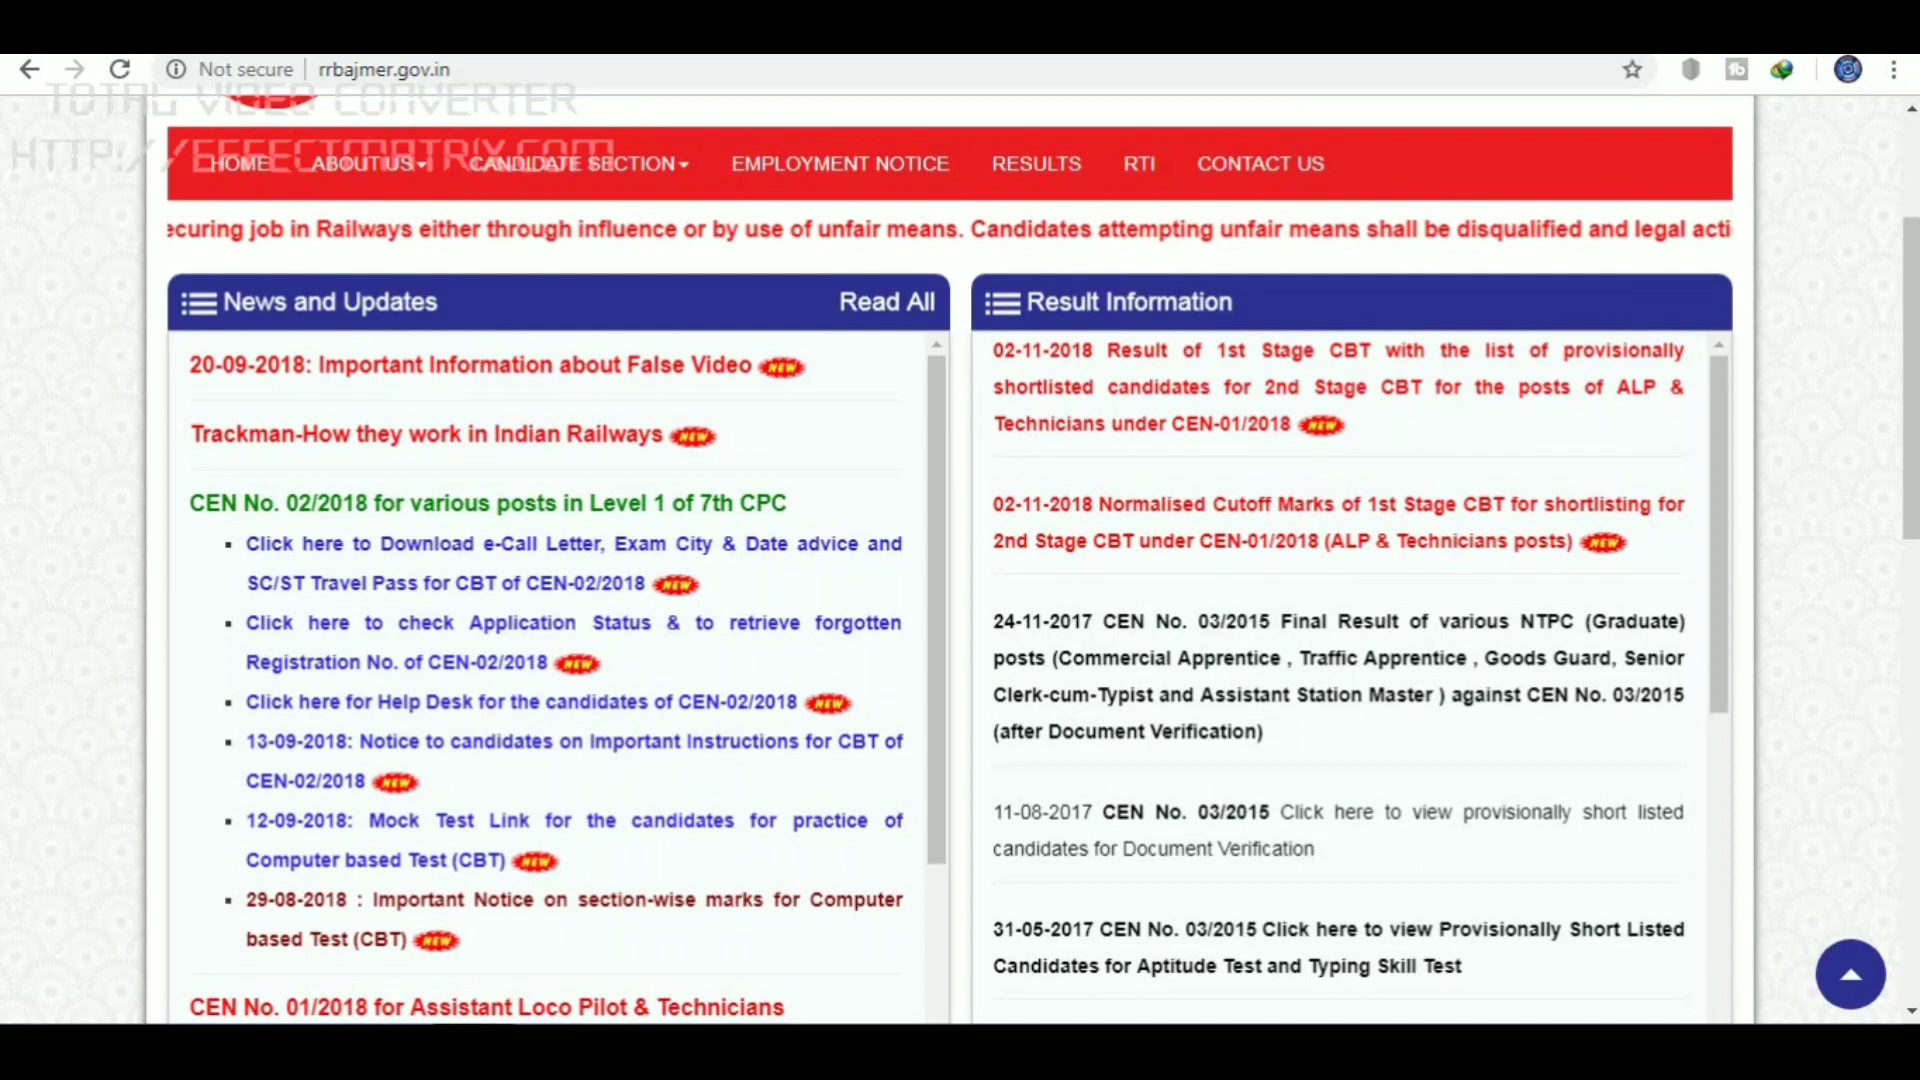 Not secure
rrbajmer.gov.in
TOTAL VIDEO CONVERTER
HTTP://EFFECTMATRIX.COM
HOME ABOUT US CANDIDATE SECTION EMPLOYMENT NOTICE RESULTS RTI CONTACT US
ecuring job in Railways either through influence or by use of unfair means. Candidates attempting unfair means shall be disqualified and legal acti
News and Updates Read All
20-09-2018: Important Information about False Video NEW
Trackman-How they work in Indian Railways NEW
CEN No. 02/2018 for various posts in Level 1 of 7th CPC
Click here to Download e-Call Letter, Exam City & Date advice and
SC/ST Travel Pass for CBT of CEN-02/2018 NEW
Click here to check Application Status & to retrieve forgotten
Registration No. of CEN-02/2018 NEW
Click here for Help Desk for the candidates of CEN-02/2018 NEW
13-09-2018: Notice to candidates on Important Instructions for CBT of
CEN-02/2018 NEW
12-09-2018: Mock Test Link for the candidates for practice of
Computer based Test (CBT) NEW
29-08-2018 : Important Notice on section-wise marks for Computer
based Test (CBT) NEW
CEN No. 01/2018 for Assistant Loco Pilot & Technicians
Result Information
02-11-2018 Result of 1st Stage CBT with the list of provisionally
shortlisted candidates for 2nd Stage CBT for the posts of ALP &
Technicians under CEN-01/2018 NEW
02-11-2018 Normalised Cutoff Marks of 1st Stage CBT for shortlisting for
2nd Stage CBT under CEN-01/2018 (ALP & Technicians posts) NEW
24-11-2017 CEN No. 03/2015 Final Result of various NTPC (Graduate)
posts (Commercial Apprentice , Traffic Apprentice , Goods Guard, Senior
Clerk-cum-Typist and Assistant Station Master ) against CEN No. 03/2015
(after Document Verification)
11-08-2017 CEN No. 03/2015 Click here to view provisionally short listed
candidates for Document Verification
31-05-2017 CEN No. 03/2015 Click here to view Provisionally Short Listed
Candidates for Aptitude Test and Typing Skill Test